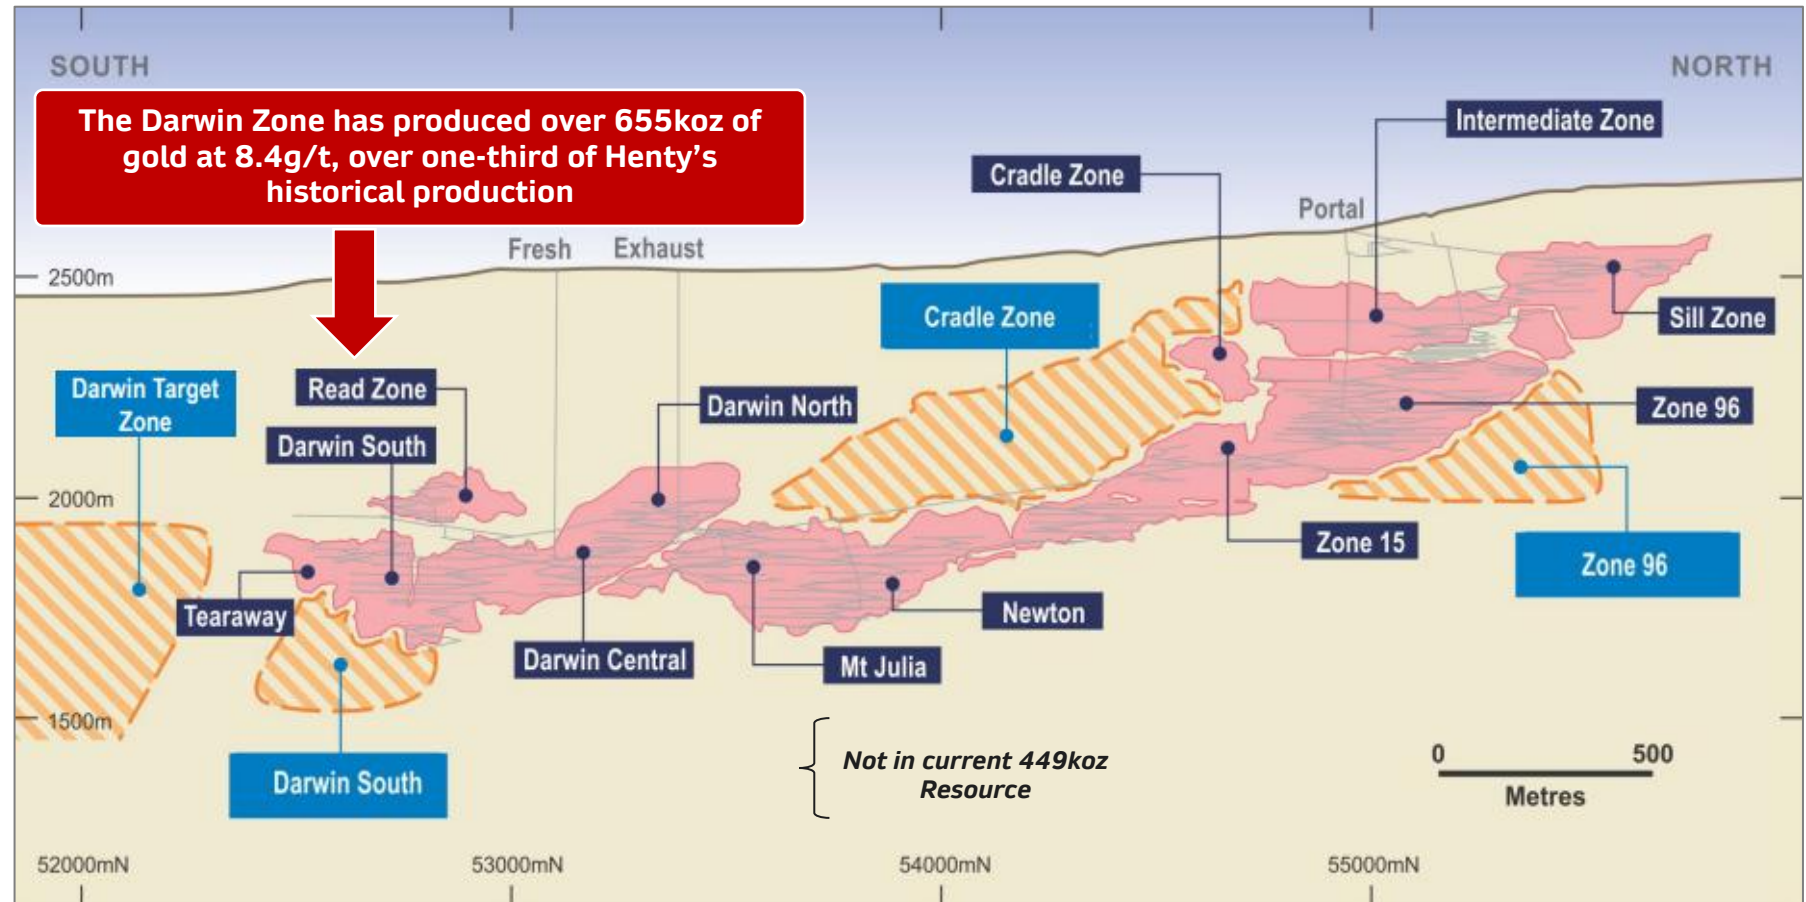 SOUTH
NORTH
The Darwin Zone has produced over 655koz of
gold at 8.4g/t, over one-third of Henty’s
historical production
Intermediate Zone
Cradle Zone
Portal
Fresh
Exhaust
2500m
Cradle Zone
Sill Zone
Darwin Target
Zone
Read Zone
Darwin North
Zone 96
Darwin South
2000m
Zone 15
Zone 96
Tearaway
Newton
Darwin Central
Mt Julia
1500m
Darwin South
Not in current 449koz
Resource
0
500
Metres
52000mN
53000mN
54000mN
55000mN